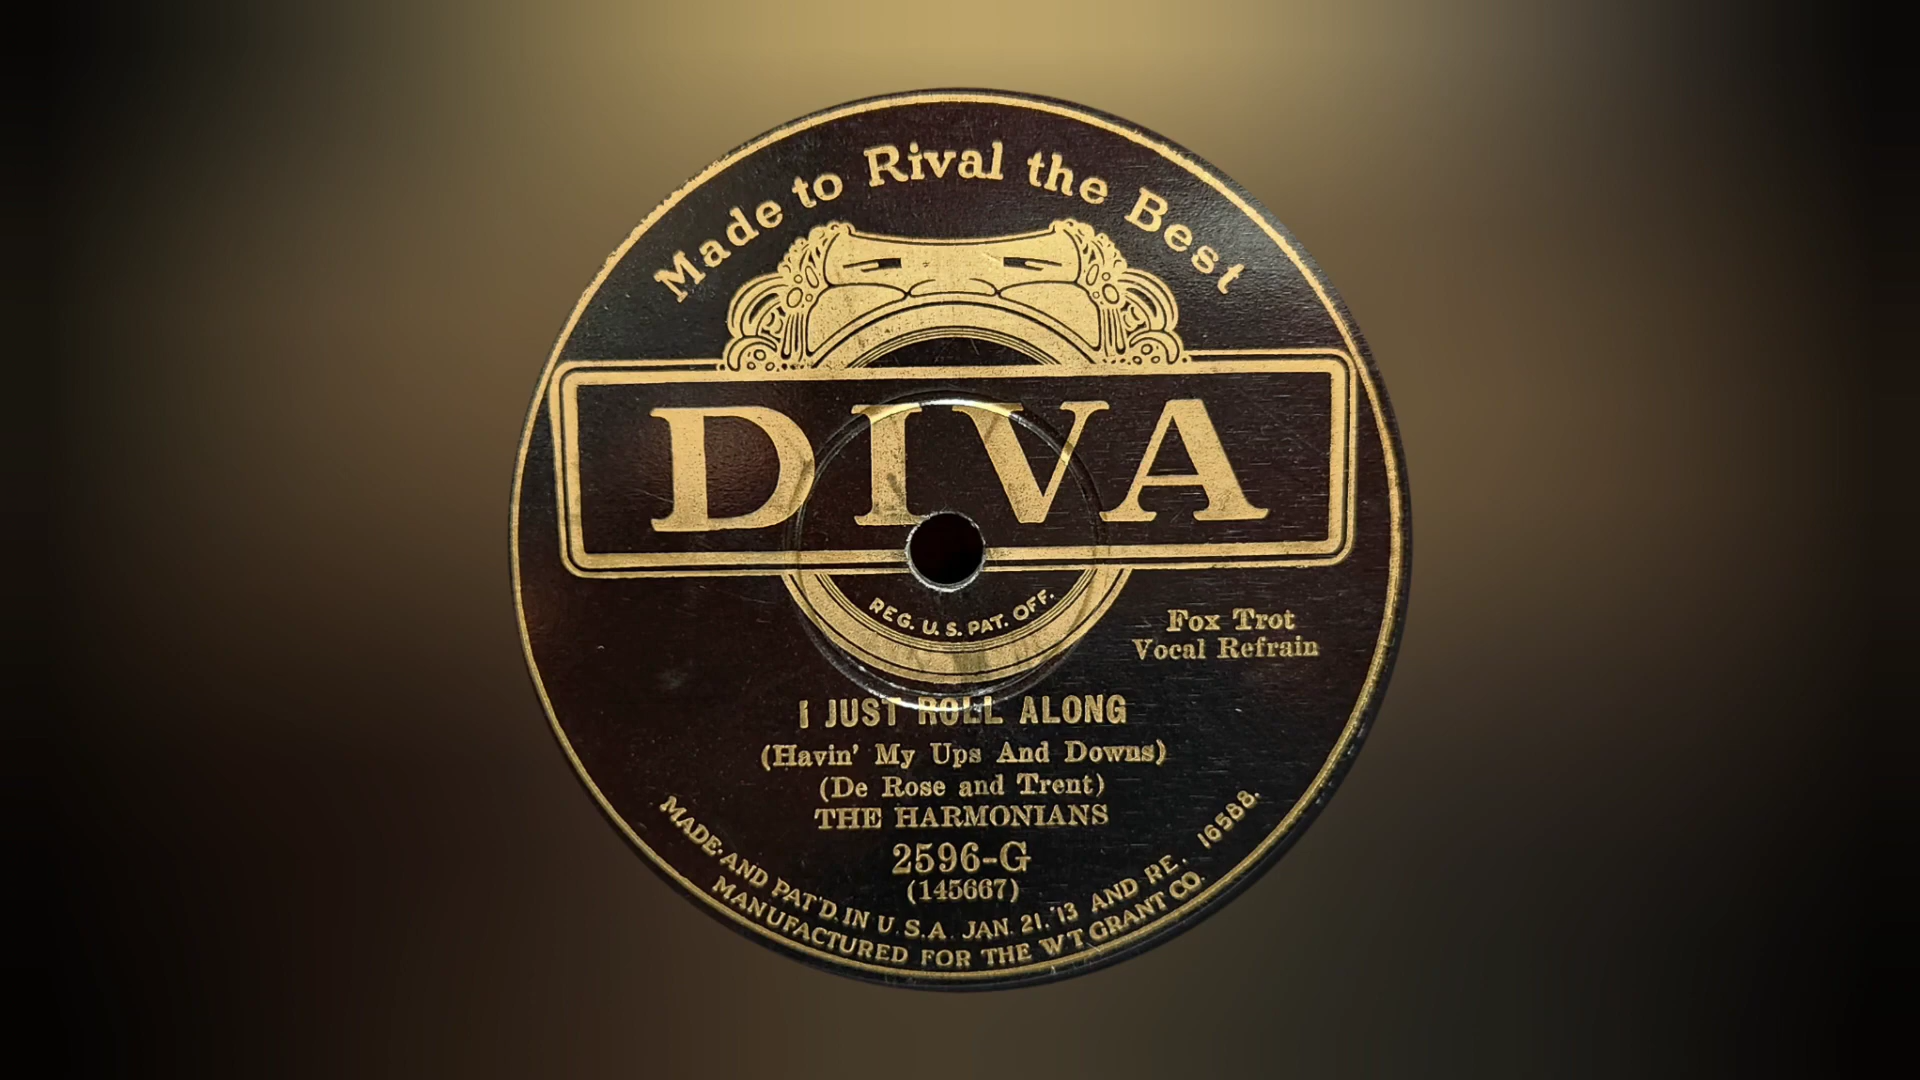 Made to Rival the Best
DIVA
REG. U. S. PAT. OFF.
Fox Trot
Vocal Refrain
I JUST ROLL ALONG
(Havin' My Ups And Downs)
(De Rose and Trent)
THE HARMONIANS
2596-G
(145667)
MADE AND PAT'D. IN U.S.A. JAN. 21, '13 AND RE. 16588.
MANUFACTURED FOR THE W T GRANT CO.